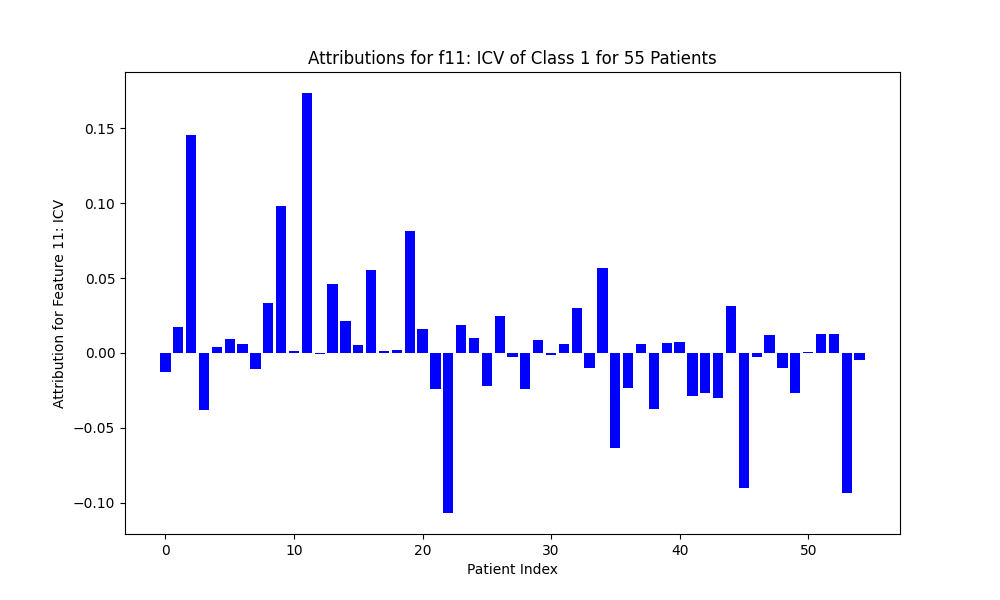 Attributions for f11: ICV of Class 1 for 55 Patients
Attribution for Feature 11: ICV
0.15
0.10
0.05
0.00
−0.05
−0.10
0 10 20 30 40 50
Patient Index